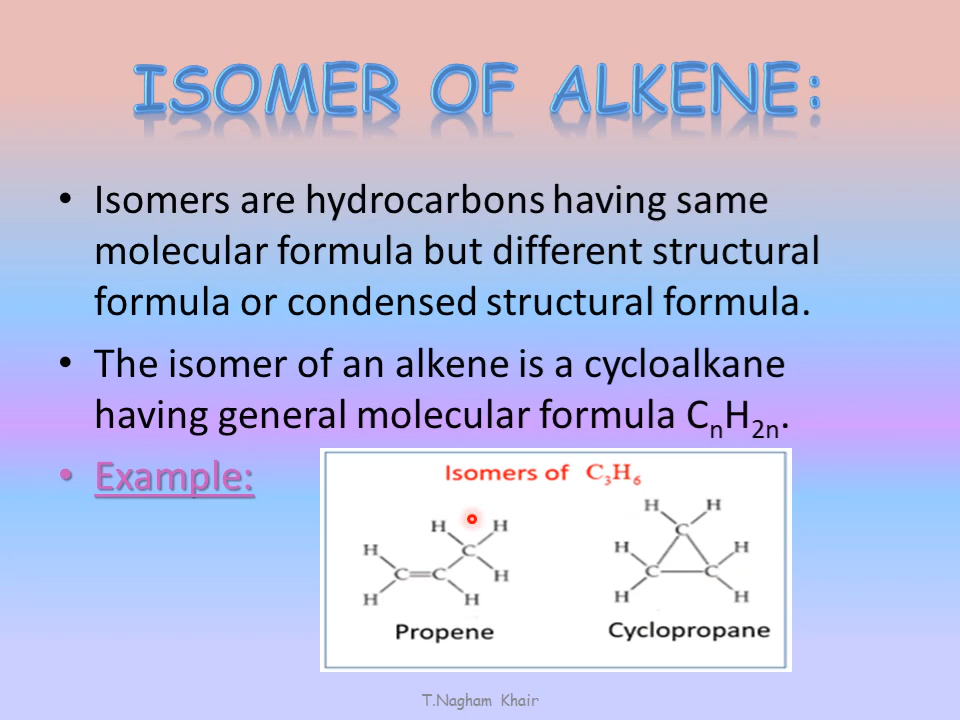 ISOMER OF ALKENE:
• Isomers are hydrocarbons having same
molecular formula but different structural
formula or condensed structural formula.
• The isomer of an alkene is a cycloalkane
having general molecular formula CₙH₂ₙ.
• Example:
Isomers of C₃H₆
H H H H
H C H C H
C C H C C
H H H H
Propene Cyclopropane
T.Nagham Khair